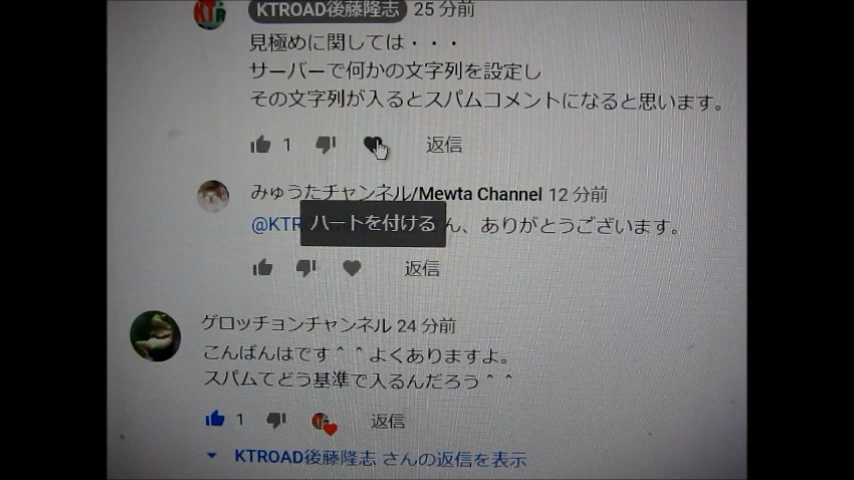 KTR
KTROAD後藤隆志 25 分前
見極めに関しては・・・
サーバーで何かの文字列を設定し
その文字列が入るとスパムコメントになると思います。
1 返信
みゅうたチャンネル/Mewta Channel 12 分前
@KTR ん、ありがとうございます。
ハートを付ける
返信
ゲロッチョンチャンネル 24 分前
こんばんはです＾＾よくありますよ。
スパムてどう基準で入るんだろう＾＾
1 返信
KTROAD後藤隆志 さんの返信を表示